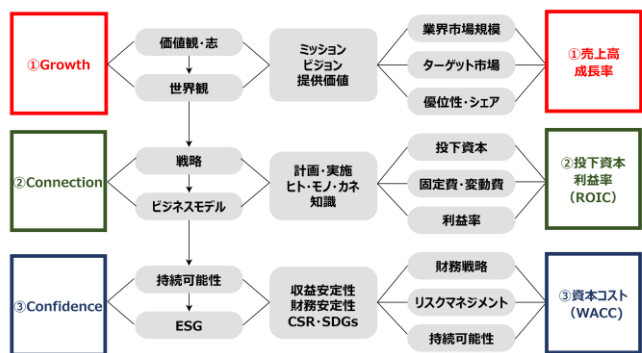 ①Growth
価値観・志
世界観
ミッション
ビジョン
提供価値
業界市場規模
ターゲット市場
優位性・シェア
①売上高
成長率
②Connection
戦略
ビジネスモデル
計画・実施
ヒト・モノ・カネ
知識
投下資本
固定費・変動費
利益率
②投下資本
利益率
(ROIC)
③Confidence
持続可能性
ESG
収益安定性
財務安定性
CSR・SDGs
財務戦略
リスクマネジメント
持続可能性
③資本コスト
(WACC)